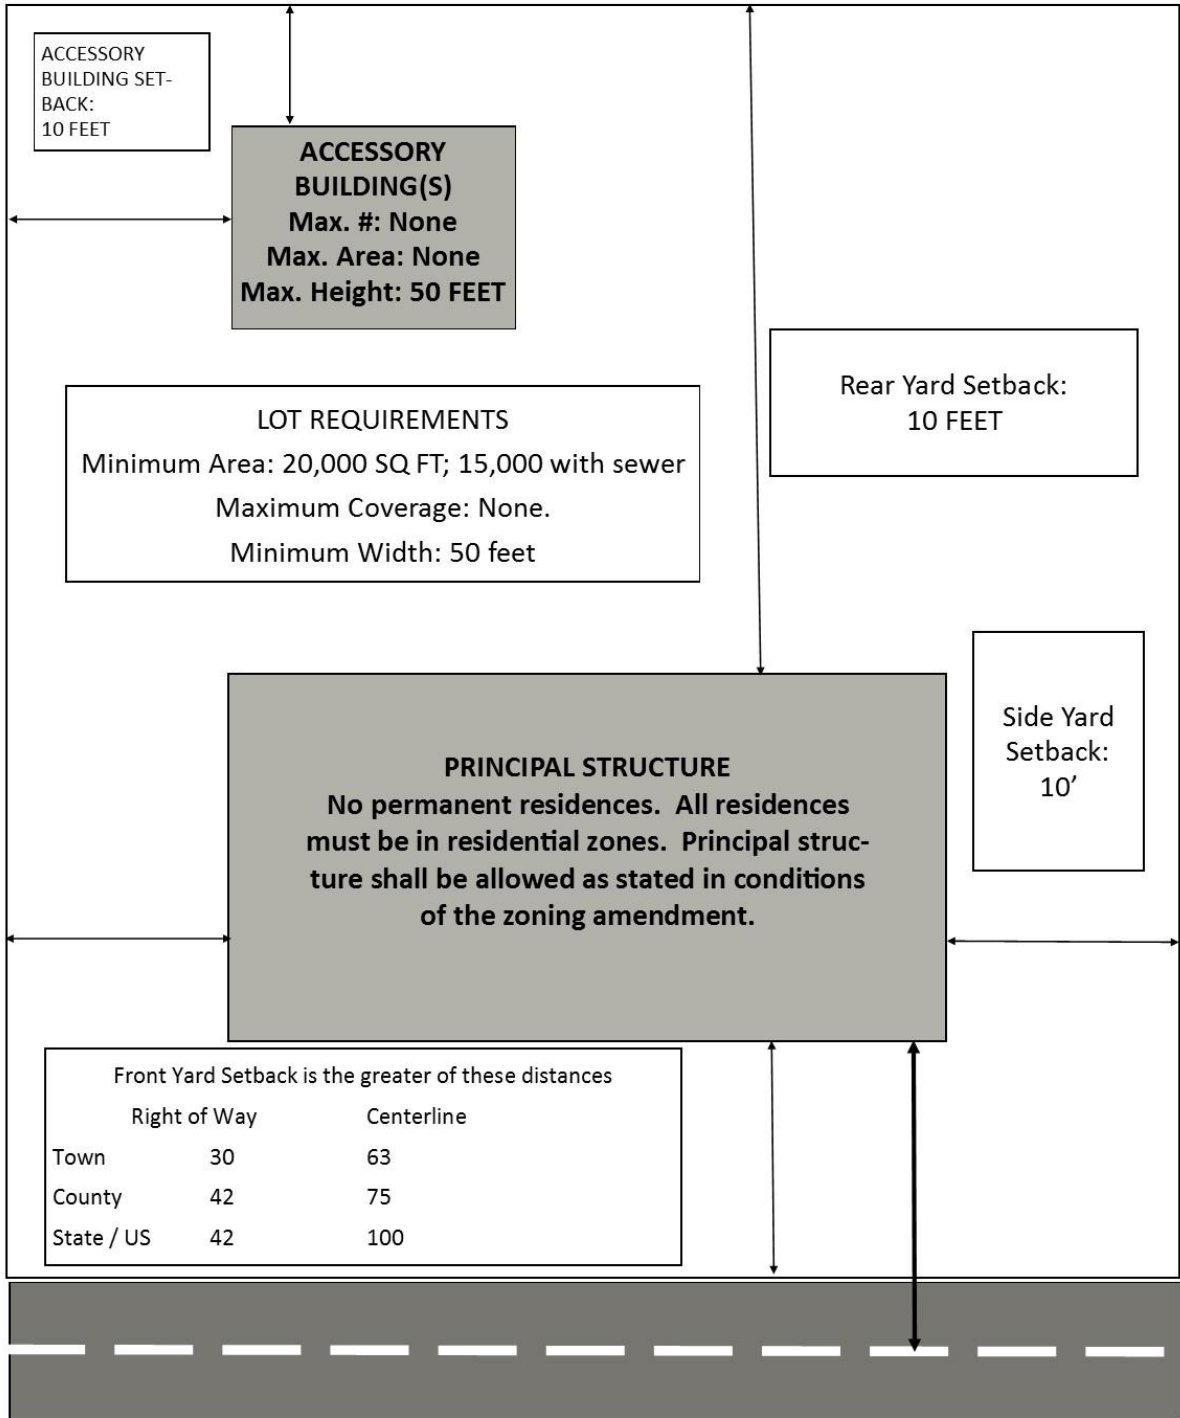 ACCESSORY
BUILDING SET-
BACK:
10 FEET
ACCESSORY
BUILDING(S)
Max. #: None
Max. Area: None
Max. Height: 50 FEET
Rear Yard Setback:
10 FEET
LOT REQUIREMENTS
Minimum Area: 20,000 SQ FT; 15,000 with sewer
Maximum Coverage: None.
Minimum Width: 50 feet
Side Yard
Setback:
10’
PRINCIPAL STRUCTURE
No permanent residences. All residences
must be in residential zones. Principal struc-
ture shall be allowed as stated in conditions
of the zoning amendment.
Front Yard Setback is the greater of these distances
Right of Way Centerline
Town 30 63
County 42 75
State / US 42 100